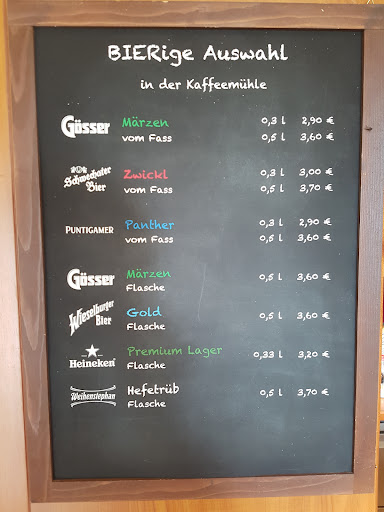 BIERige Auswahl
in der Kaffeemühle
Gösser Märzen 0,3 l 2,90 €
vom Fass 0,5 l 3,60 €
Schwechater Bier Zwickl 0,3 l 3,00 €
vom Fass 0,5 l 3,70 €
PUNTIGAMER Panther 0,3 l 2,90 €
vom Fass 0,5 l 3,60 €
Gösser Märzen 0,5 l 3,60 €
Flasche
Wieselburger Bier Gold 0,5 l 3,60 €
Flasche
Heineken Premium Lager 0,33 l 3,20 €
Flasche
Weihenstephan Hefetrüb 0,5 l 3,70 €
Flasche